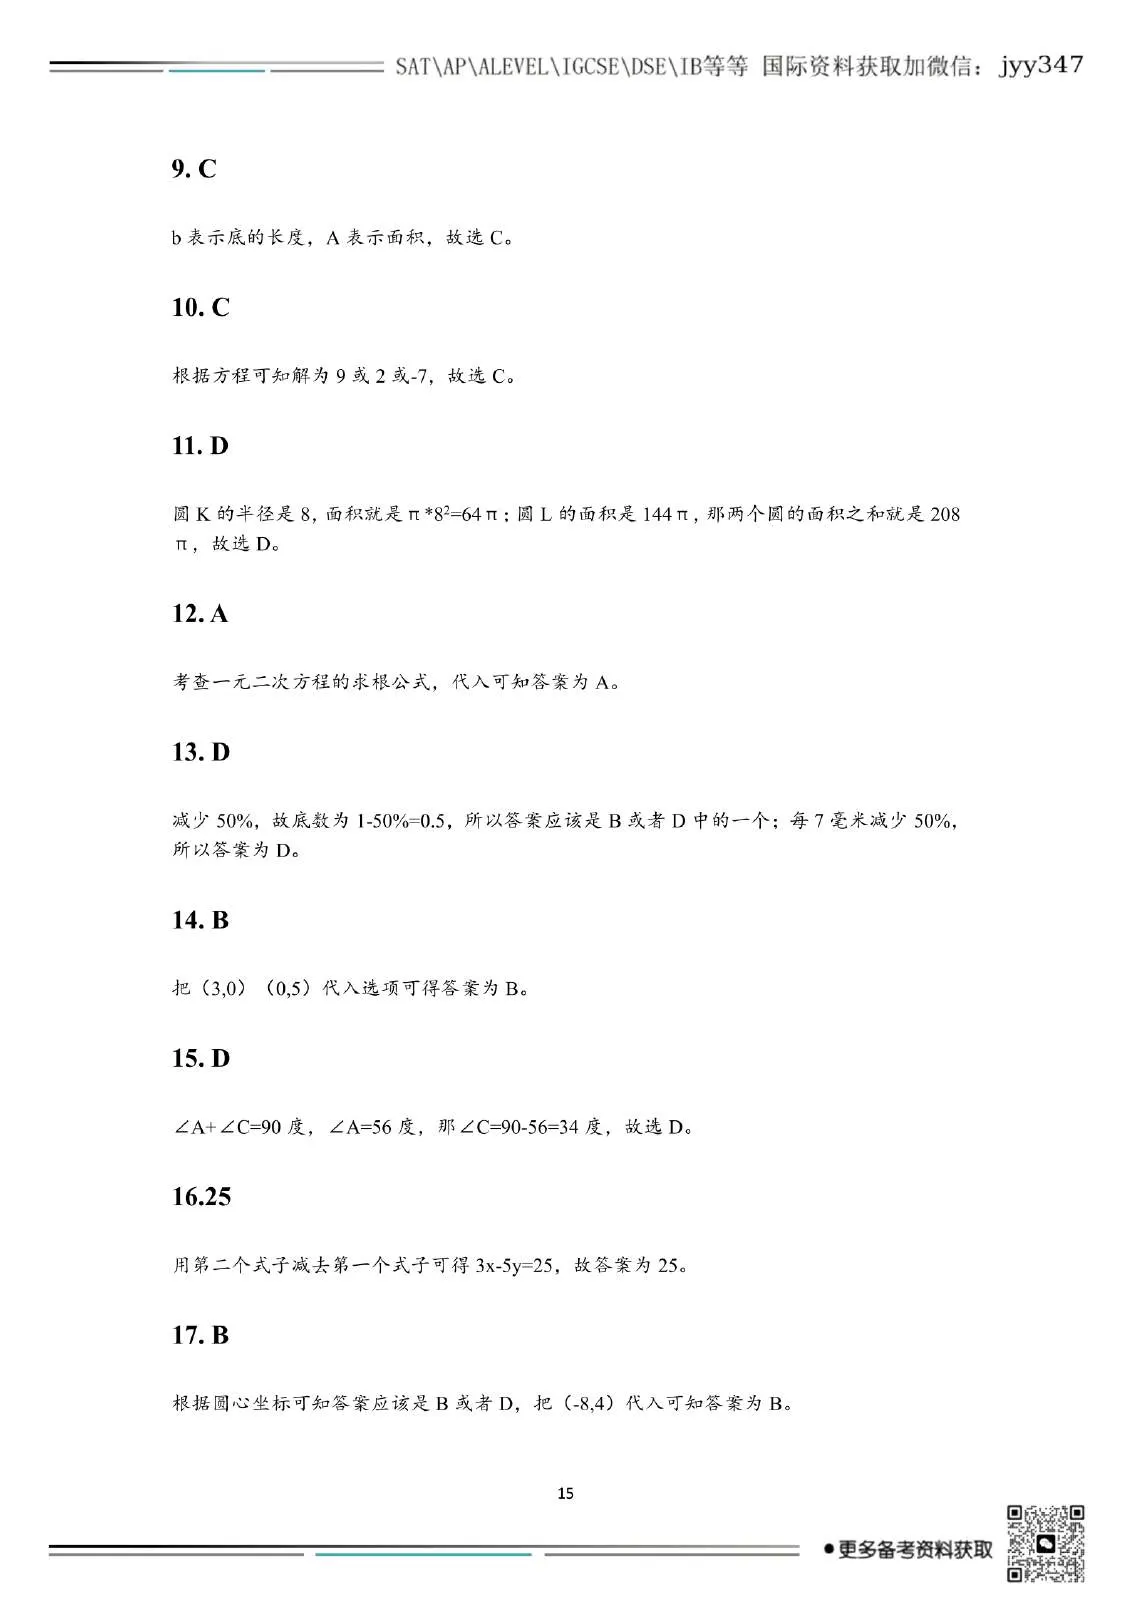 SAT\AP\ALEVEL\IGCSE\DSE\IB等等 国际资料获取加微信: jyy347
9. C
b 表示底的长度，A 表示面积，故选 C。
10. C
根据方程可知解为 9 或 2 或-7，故选 C。
11. D
圆 K 的半径是 8, 面积就是π*8²=64π; 圆 L 的面积是 144π, 那两个圆的面积之和就是 208
π，故选 D。
12. A
考查一元二次方程的求根公式，代入可知答案为 A。
13. D
减少 50%，故底数为 1-50%=0.5，所以答案应该是 B 或者 D 中的一个；每 7 毫米减少 50%，
所以答案为 D。
14. B
把（3,0）（0,5）代入选项可得答案为 B。
15. D
∠A+∠C=90 度，∠A=56 度，那∠C=90-56=34 度，故选 D。
16.25
用第二个式子减去第一个式子可得 3x-5y=25，故答案为 25。
17. B
根据圆心坐标可知答案应该是 B 或者 D，把（-8,4）代入可知答案为 B。
15
●更多备考资料获取